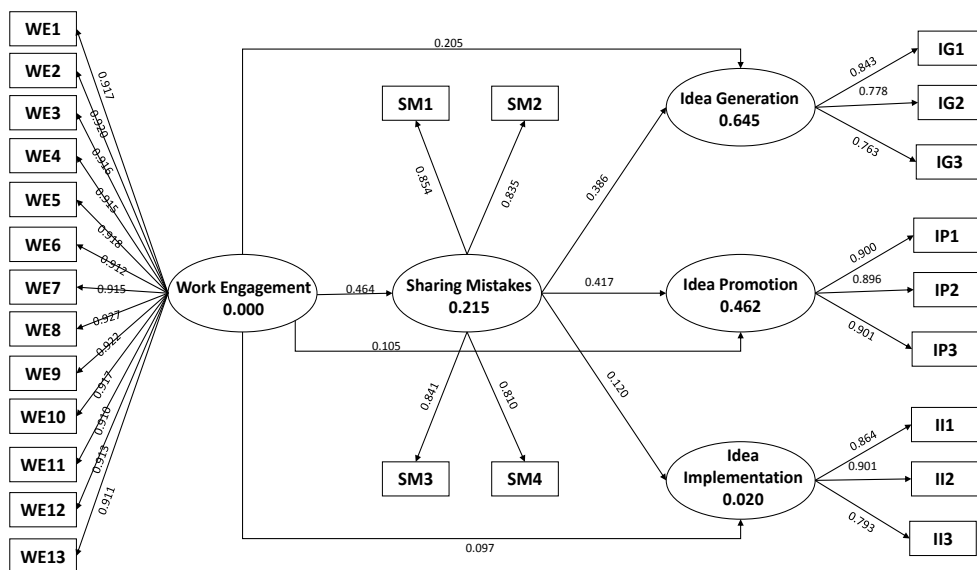 WE1
WE2
WE3
WE4
WE5
WE6
WE7
WE8
WE9
WE10
WE11
WE12
WE13
0.917
0.920
0.916
0.915
0.918
0.912
0.915
0.927
0.922
0.917
0.910
0.913
0.911
Work Engagement
0.000
0.205
0.464
0.105
0.097
SM1
SM2
0.854
0.835
Sharing Mistakes
0.215
0.841
0.810
SM3
SM4
0.386
0.417
0.120
Idea Generation
0.645
0.843
0.778
0.763
IG1
IG2
IG3
Idea Promotion
0.462
0.900
0.896
0.901
IP1
IP2
IP3
Idea
Implementation
0.020
0.864
0.901
0.793
II1
II2
II3